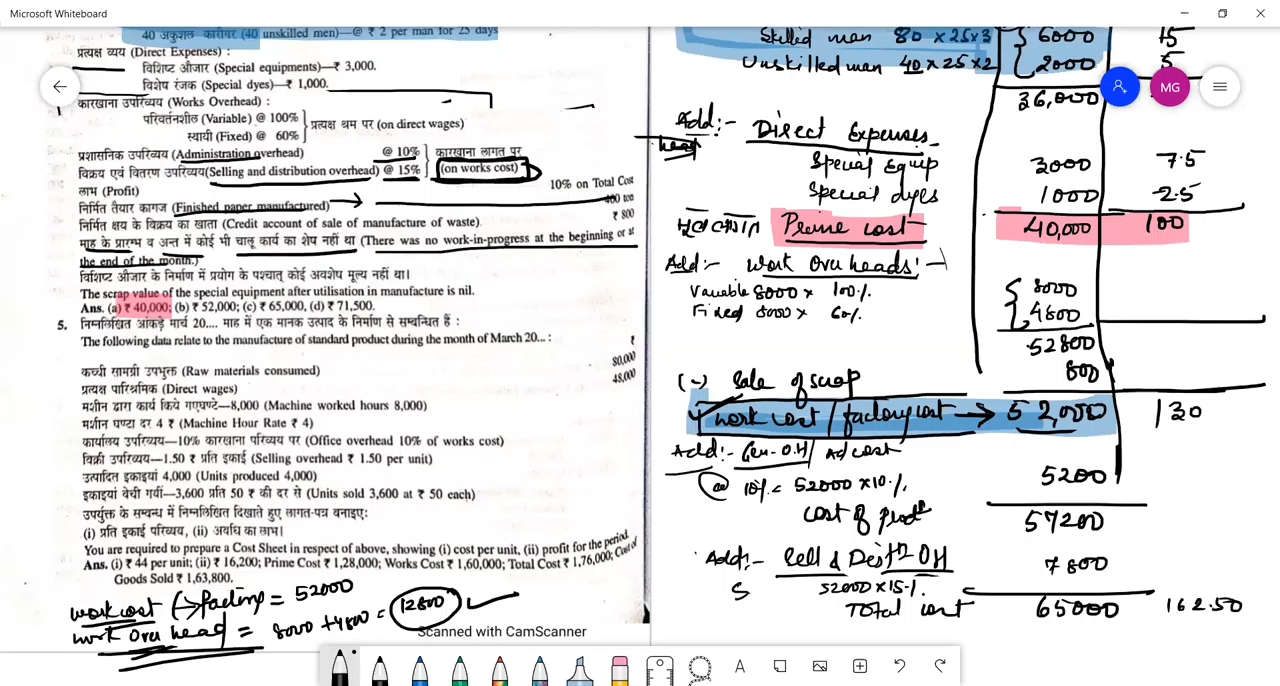 Microsoft Whiteboard
40 अकुशल कारीगर (40 unskilled men)—@ ₹ 2 per man for 25 days
प्रत्यक्ष व्यय (Direct Expenses) :
विशिष्ट औजार (Special equipments)—₹ 3,000.
विशेष रंजक (Special dyes)—₹ 1,000.
कारखाना उपरिव्यय (Works Overhead) :
परिवर्तनशील (Variable) @ 100%
स्थायी (Fixed) @ 60%
प्रत्यक्ष श्रम पर (on direct wages)
प्रशासनिक उपरिव्यय (Administration overhead) @ 10%
विक्रय एवं वितरण उपरिव्यय(Selling and distribution overhead) @ 15%
कारखाना लागत पर
(on works cost)
लाभ (Profit) 10% on Total Cost
निर्मित तैयार कागज (Finished paper manufactured) 400 ton
निर्मित क्षय के विक्रय का खाता (Credit account of sale of manufacture of waste). ₹ 800
माह के प्रारम्भ व अन्त में कोई भी चालू कार्य का शेष नहीं था (There was no work-in-progress at the beginning or at
the end of the month.)
विशिष्ट औजार के निर्माण में प्रयोग के पश्चात् कोई अवशेष मूल्य नहीं था।
The scrap value of the special equipment after utilisation in manufacture is nil.
Ans. (a) ₹ 40,000; (b) ₹ 52,000; (c) ₹ 65,000, (d) ₹ 71,500.
5. निम्नलिखित आंकड़े मार्च 20.... माह में एक मानक उत्पाद के निर्माण से सम्बन्धित हैं :
The following data relate to the manufacture of standard product during the month of March 20... :
₹
कच्ची सामग्री उपभुक्त (Raw materials consumed) 80,000
प्रत्यक्ष पारिश्रमिक (Direct wages) 48,000
मशीन द्वारा कार्य किये गए घण्टे—8,000 (Machine worked hours 8,000)
मशीन घण्टा दर 4 ₹ (Machine Hour Rate ₹ 4)
कार्यालय उपरिव्यय—10% कारखाना परिव्यय पर (Office overhead 10% of works cost)
विक्री उपरिव्यय—1.50 ₹ प्रति इकाई (Selling overhead ₹ 1.50 per unit)
उत्पादित इकाइयां 4,000 (Units produced 4,000)
इकाइयां बेची गयीं—3,600 प्रति 50 ₹ की दर से (Units sold 3,600 at ₹ 50 each)
उपर्युक्त के सम्बन्ध में निम्नलिखित दिखाते हुए लागत-पत्र बनाइए:
(i) प्रति इकाई परिव्यय, (ii) अवधि का लाभ।
You are required to prepare a Cost Sheet in respect of above, showing (i) cost per unit, (ii) profit for the period.
Ans. (i) ₹ 44 per unit; (ii) ₹ 16,200; Prime Cost ₹ 1,28,000; Works Cost ₹ 1,60,000; Total Cost ₹ 1,76,000; Cost of
Goods Sold ₹ 1,63,800.
work cost (→ factory = 52000
work Over head = 8000 + 4800 = 12800
Scanned with CamScanner
Skilled man 80 x 25 x 3 6000 15
Unskilled man 40 x 25 x 2 2000 5
36,000
Add:- Direct Expenses
Special Equip 3000 7.5
Special dyes 1000 2.5
Prime cost 40,000 100
Add:- Work Over heads:-
Variable 8000 x 100% 8000
Fixed 8000 x 60% 4800
52800
(-) Sale of scrap 800
work cost / factory cost → 52,000 130
Add:- Gen-O.H / Ad cost
@ 10% = 52000 x 10% 5200
Cost of Prodn 57200
Add:- Sell & Distn OH 7800
52000 x 15%
Total cost 65000 162.50
MG
A